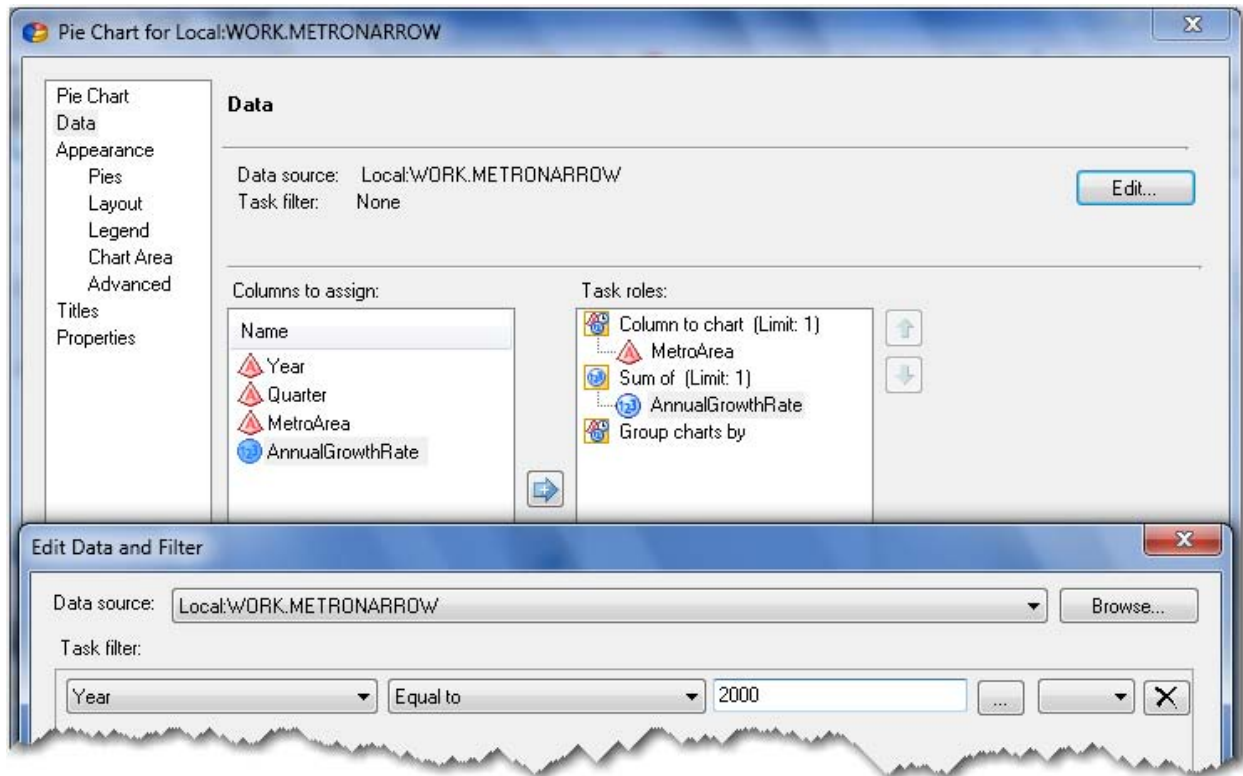 Pie Chart for Local:WORK.METRONARROW
Pie Chart
Data
Appearance
Pies
Layout
Legend
Chart Area
Advanced
Titles
Properties
Data
Data source: Local:WORK.METRONARROW
Task filter: None
Edit...
Columns to assign:
Name
Year
Quarter
MetroArea
AnnualGrowthRate
Task roles:
Column to chart (Limit: 1)
MetroArea
Sum of (Limit: 1)
AnnualGrowthRate
Group charts by
Edit Data and Filter
Data source: Local:WORK.METRONARROW Browse...
Task filter:
Year Equal to 2000 ...